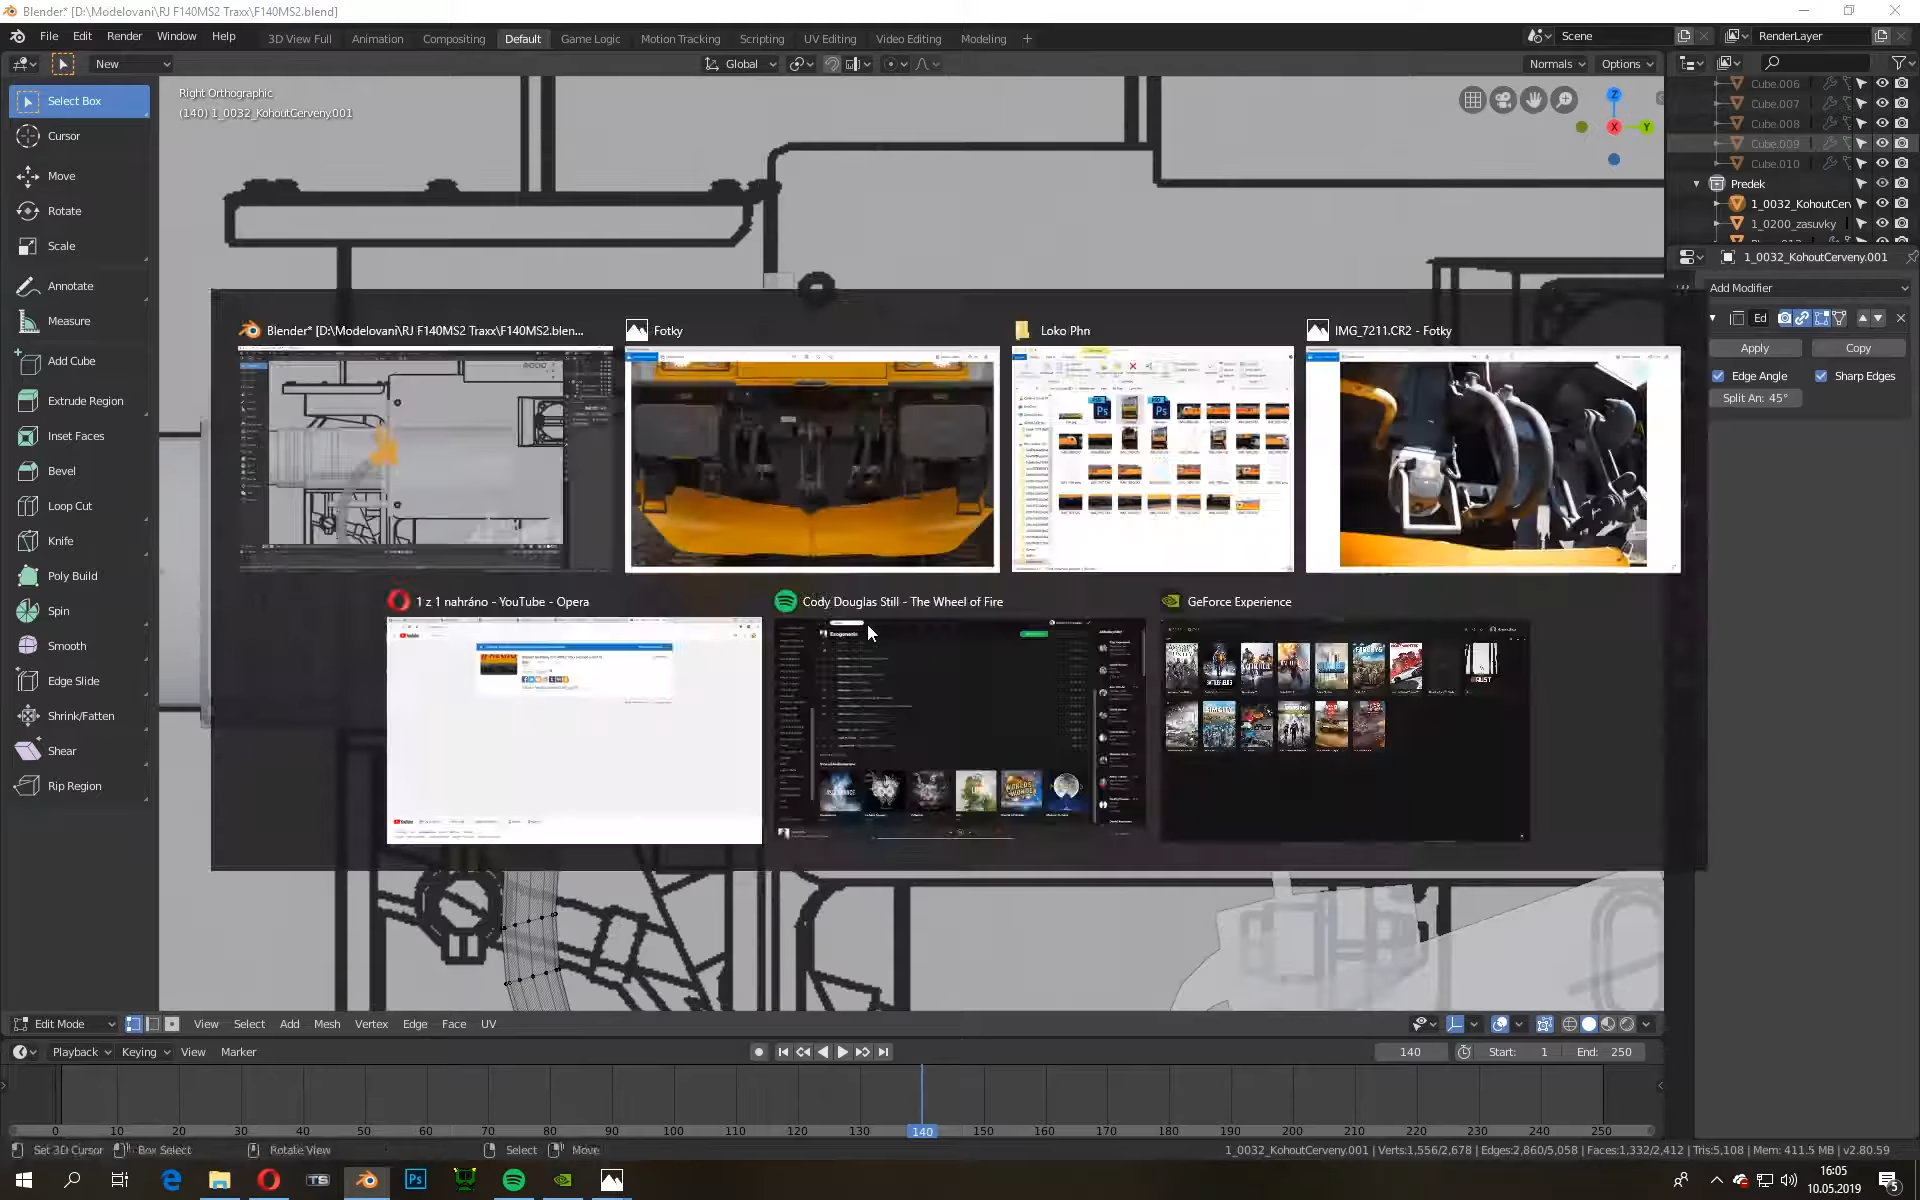 Blender* [D:\Modelovani\RJ F140MS2 Traxx\F140MS2.blend]
File Edit Render Window Help 3D View Full Animation Compositing Default Game Logic Motion Tracking Scripting UV Editing Video Editing Modeling + Scene RenderLayer
New Global Normals Options
Select Box
Cursor
Move
Rotate
Scale
Annotate
Measure
Add Cube
Extrude Region
Inset Faces
Bevel
Loop Cut
Knife
Poly Build
Spin
Smooth
Edge Slide
Shrink/Fatten
Shear
Rip Region
Right Orthographic
(140) 1_0032_KohoutCerveny.001
Z
X
Y
Cube.006
Cube.007
Cube.008
Cube.009
Cube.010
Predek
1_0032_KohoutCerv
1_0200_zasuvky
1_0032_KohoutCerveny.001
Add Modifier
Ed
Apply Copy
Edge Angle Sharp Edges
Split An: 45°
Blender* [D:\Modelovani\RJ F140MS2 Traxx\F140MS2.blen...
Fotky
Loko Phn
IMG_7211.CR2 - Fotky
1 z 1 nahráno - YouTube - Opera
Cody Douglas Still - The Wheel of Fire
GeForce Experience
Edit Mode View Select Add Mesh Vertex Edge Face UV
Playback Keying View Marker 140 Start: 1 End: 250
0 10 20 30 40 50 60 70 80 90 100 110 120 130 140 150 160 170 180 190 200 210 220 230 240 250
Set 3D Cursor Box Select Rotate View Select Move 1_0032_KohoutCerveny.001 | Verts:1,556/2,678 | Edges:2,860/5,058 | Faces:1,332/2,412 | Tris:5,108 | Mem: 411.5 MB | v2.80.59
TS Ps 16:05
10.05.2019
5